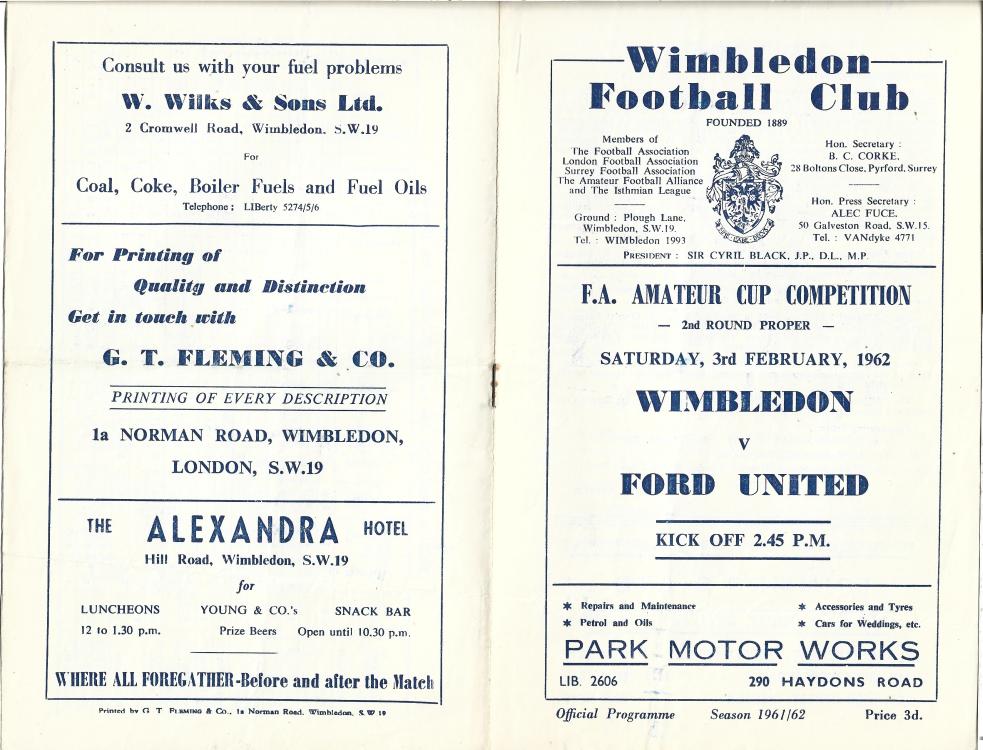 Consult us with your fuel problems
W. Wilks & Sons Ltd.
2 Cromwell Road, Wimbledon. S.W.19
For
Coal, Coke, Boiler Fuels and Fuel Oils
Telephone ; LIBerty 5274/5/6
For Printing of
Quality and Distinction
Get in touch with
G. T. FLEMING & CO.
PRINTING OF EVERY DESCRIPTION
1a NORMAN ROAD, WIMBLEDON,
LONDON, S.W.19
THE ALEXANDRA HOTEL
Hill Road, Wimbledon, S.W.19
for
LUNCHEONS YOUNG & CO.'s SNACK BAR
12 to 1.30 p.m. Prize Beers Open until 10.30 p.m.
WHERE ALL FOREGATHER-Before and after the Match
Printed by G. T FLEMING & Co., 1a Norman Road, Wimbledon, S.W 19
Wimbledon
Football Club
FOUNDED 1889
Members of
The Football Association
London Football Association
Surrey Football Association
The Amateur Football Alliance
and The Isthmian League
Ground : Plough Lane,
Wimbledon, S.W.19.
Tel. : WIMbledon 1993
Hon. Secretary :
B. C. CORKE,
28 Boltons Close, Pyrford, Surrey
Hon. Press Secretary :
ALEC FUCE,
50 Galveston Road, S.W.15.
Tel. : VANdyke 4771
PRESIDENT : SIR CYRIL BLACK, J.P., D.L., M.P.
F.A. AMATEUR CUP COMPETITION
— 2nd ROUND PROPER —
SATURDAY, 3rd FEBRUARY, 1962
WIMBLEDON
V
FORD UNITED
KICK OFF 2.45 P.M.
* Repairs and Maintenance * Accessories and Tyres
* Petrol and Oils * Cars for Weddings, etc.
PARK MOTOR WORKS
LIB. 2606 290 HAYDONS ROAD
Official Programme Season 1961/62 Price 3d.